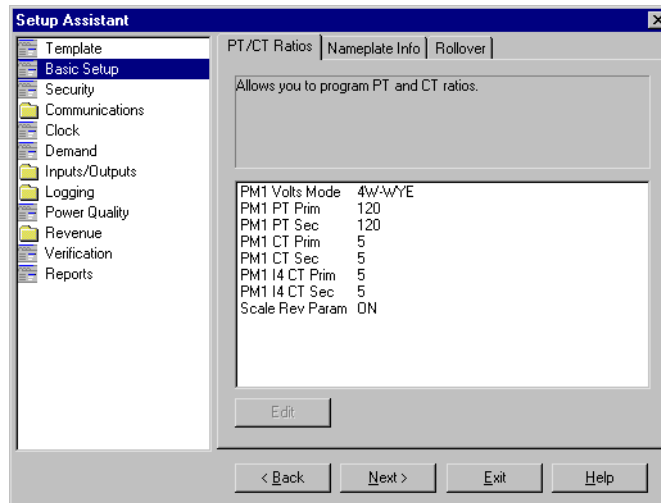 Setup Assistant
Template
Basic Setup
Security
Communications
Clock
Demand
Inputs/Outputs
Logging
Power Quality
Revenue
Verification
Reports
PT/CT Ratios Nameplate Info Rollover
Allows you to program PT and CT ratios.
PM1 Volts Mode 4W-WYE
PM1 PT Prim 120
PM1 PT Sec 120
PM1 CT Prim 5
PM1 CT Sec 5
PM1 I4 CT Prim 5
PM1 I4 CT Sec 5
Scale Rev Param ON
Edit
< Back Next > Exit Help